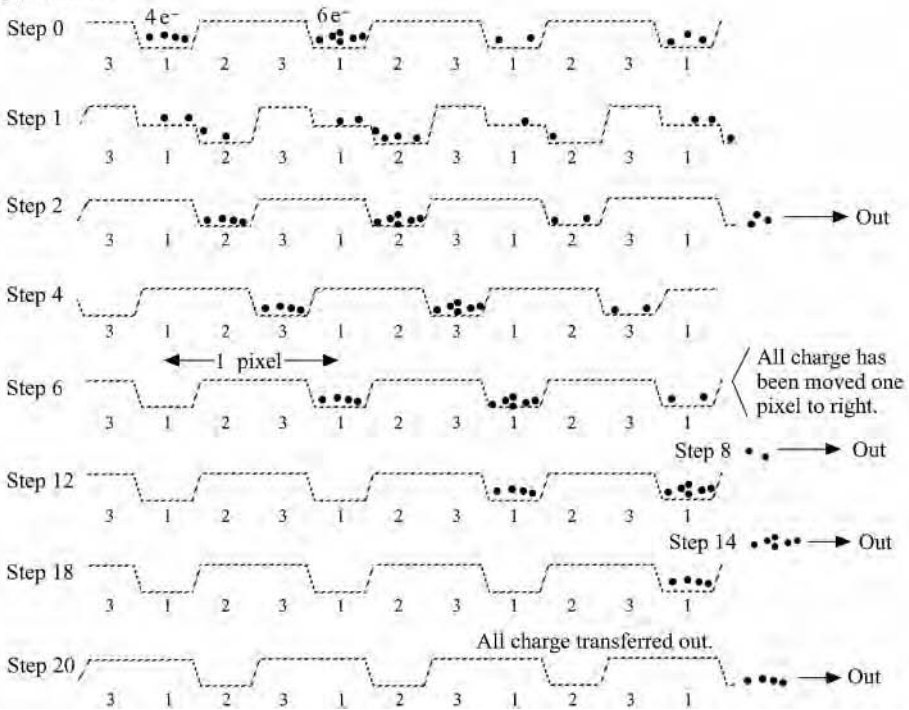 4 e⁻ 6 e⁻
Step 0
3 1 2 3 1 2 3 1 2 3 1
Step 1
3 1 2 3 1 2 3 1 2 3 1
Step 2
Out
3 1 2 3 1 2 3 1 2 3 1
Step 4
3 1 2 3 1 2 3 1 2 3 1
1 pixel
Step 6
All charge has
been moved one
pixel to right.
3 1 2 3 1 2 3 1 2 3 1
Step 8 Out
Step 12
3 1 2 3 1 2 3 1 2 3 1
Step 14 Out
Step 18
3 1 2 3 1 2 3 1 2 3 1
All charge transferred out.
Step 20
Out
3 1 2 3 1 2 3 1 2 3 1